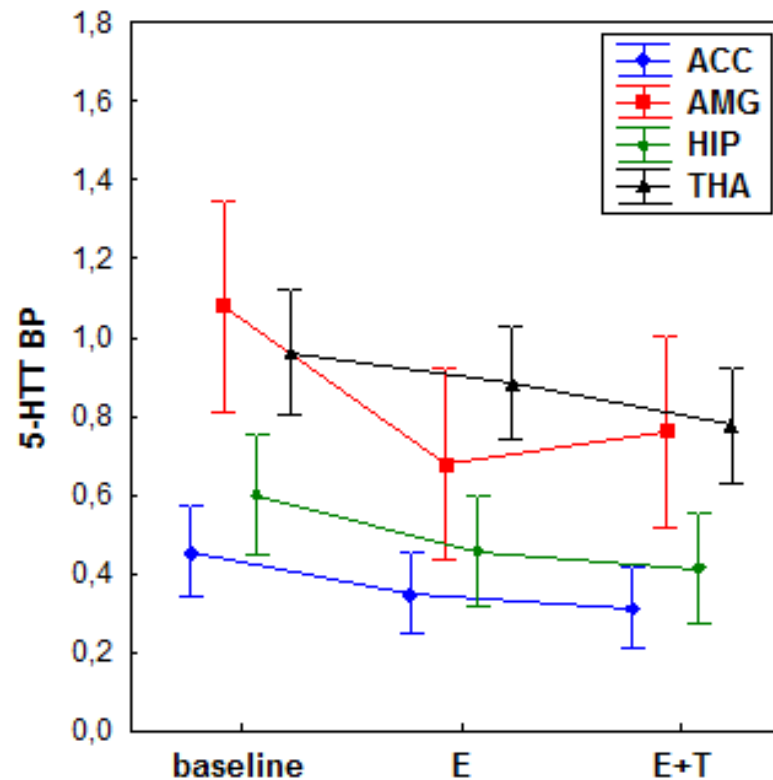 5-HTT BP
1,8
1,6
1,4
1,2
1,0
0,8
0,6
0,4
0,2
0,0
ACC
AMG
HIP
THA
baseline E E+T